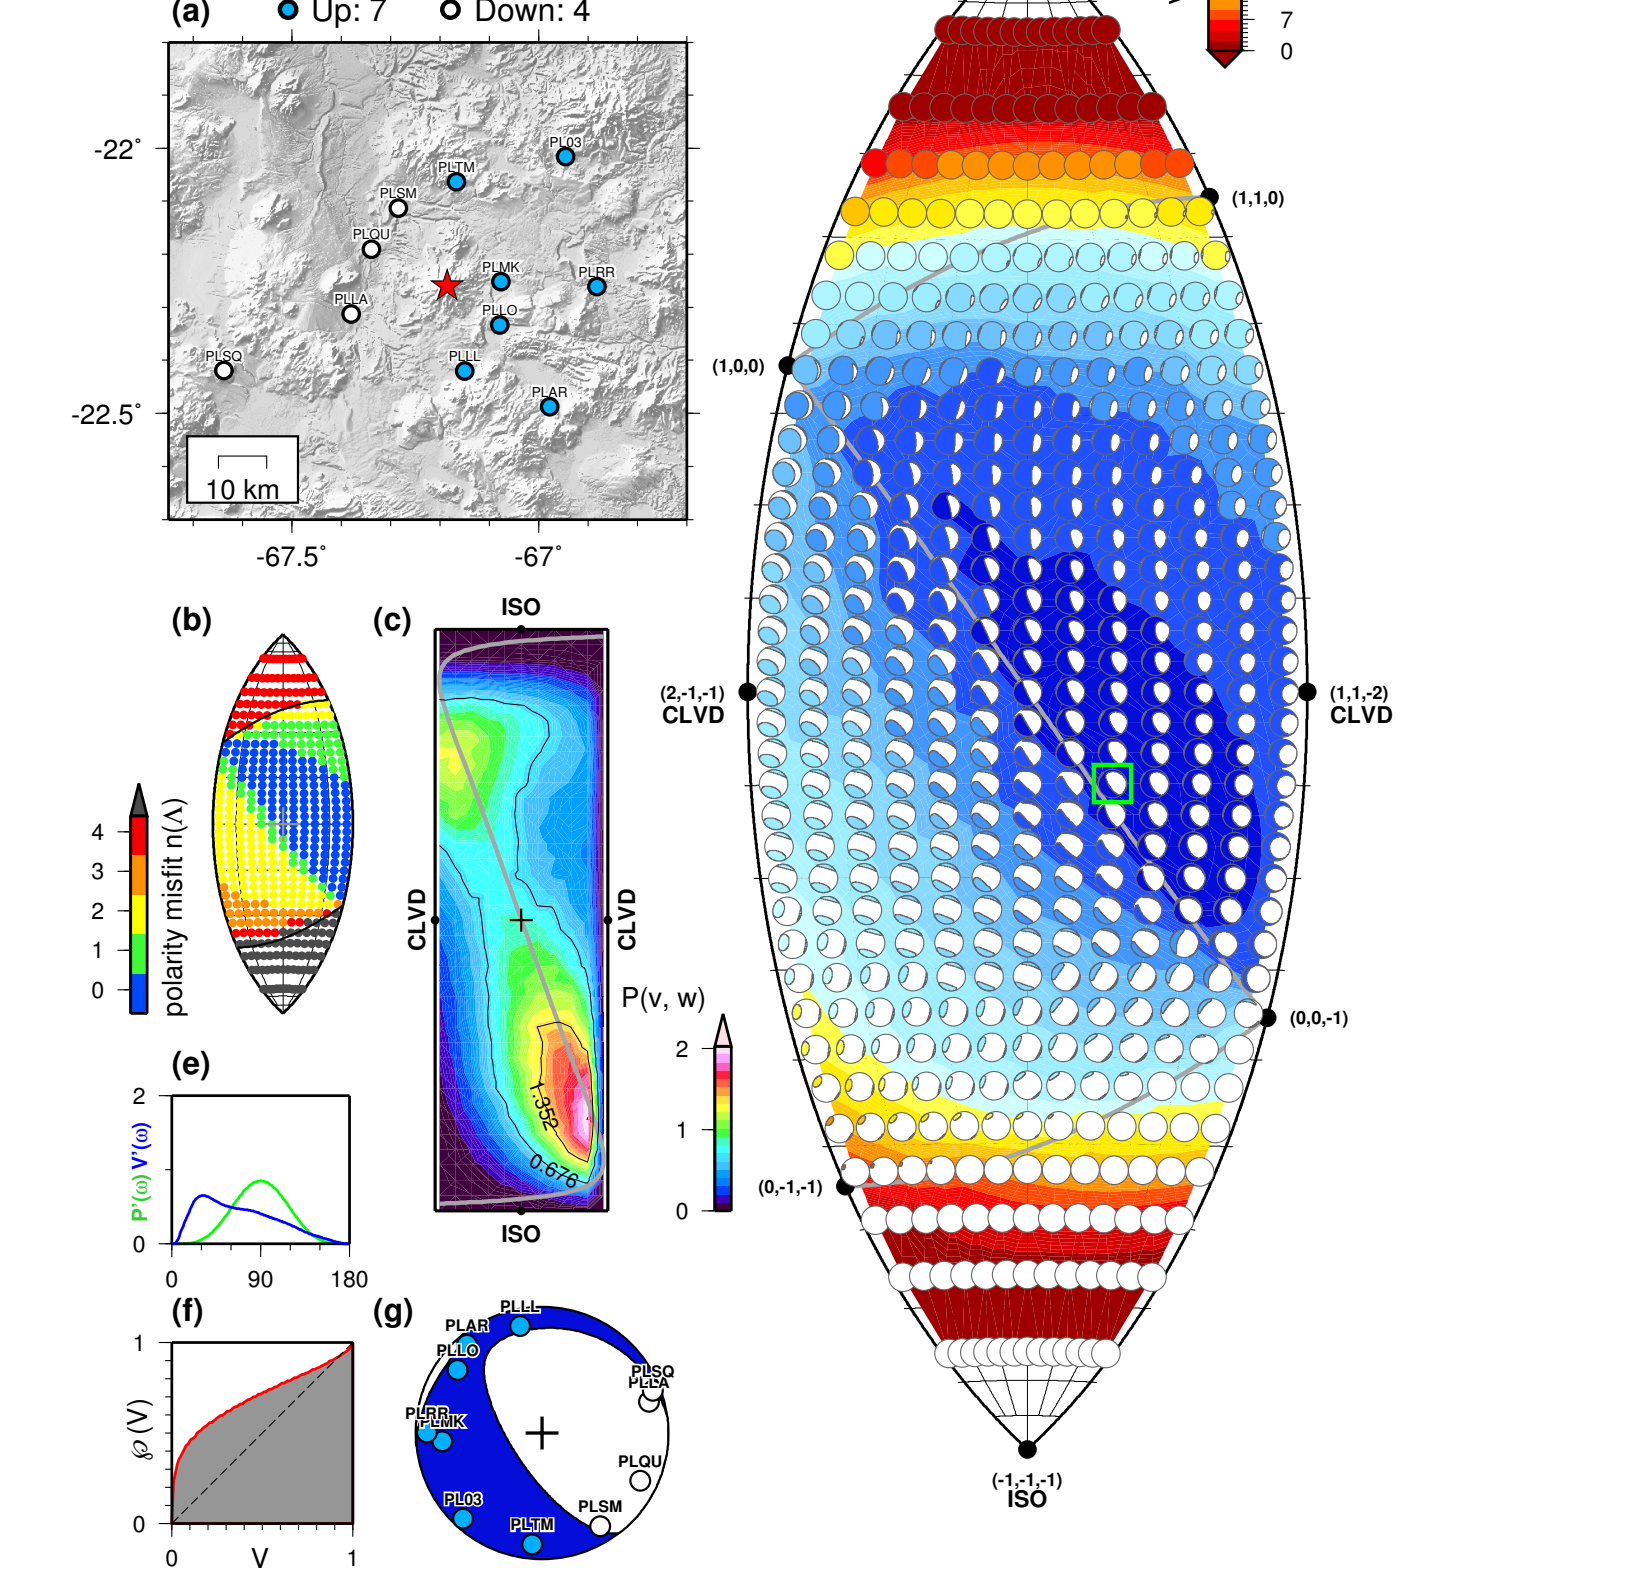 (a)
Up: 7
Down: 4
-22˚
-22.5˚
-67.5˚
-67˚
PL03
PLTM
PLSM
PLQU
PLMK
PLRR
PLLA
PLLO
PLSQ
PLLL
PLAR
10 km
7
0
(1,1,0)
(1,0,0)
(2,-1,-1)
CLVD
(1,1,-2)
CLVD
(0,0,-1)
(0,-1,-1)
(-1,-1,-1)
ISO
(b)
4
3
2
1
0
polarity misfit n(Λ)
(c)
ISO
CLVD
CLVD
1.352
0.676
ISO
P(v, w)
2
1
0
(e)
2
0
P'(ω) V'(ω)
0
90
180
(f)
1
0
℘(V)
0
V
1
(g)
PLLL
PLAR
PLLO
PLSQ
PLLA
PLRR
PLMK
PLQU
PL03
PLSM
PLTM